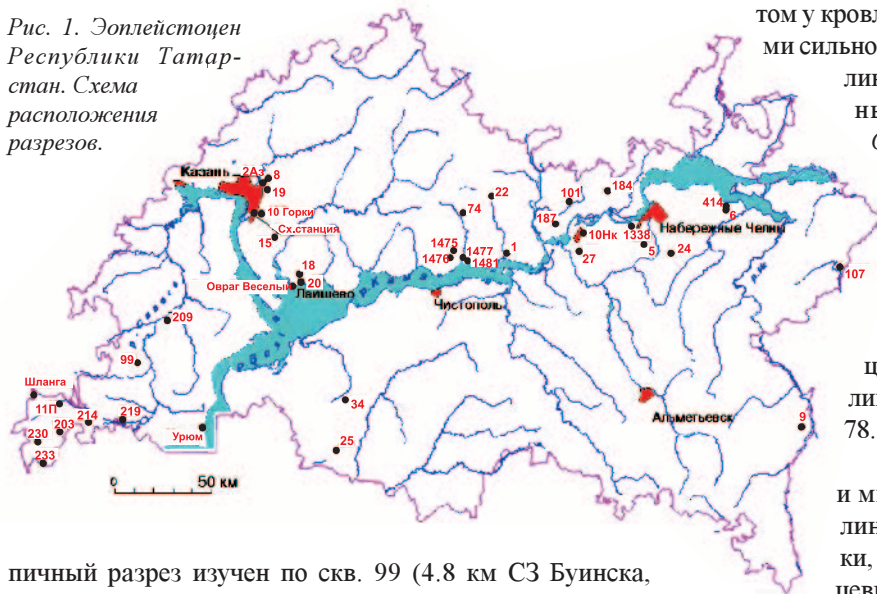 Рис. 1. Эоплейстоцен
Республики Татар-
стан. Схема
расположения
разрезов.
том у кровл
ми сильно
лин
ны
Казань
2Аз
8
19
10 Горки
Сх.станция
15
18
20
Овраг Веселый
Лаишево
22
74
101
184
187
10Нк
1338
Набережные Челны
414
6
5
24
27
107
1475
1476
1477
1481
1
Чистополь
209
99
Шланга
11П
214
219
203
230
233
Урюм
34
25
Альметьевск
9
50 км
0
ц
лин
78.
и м
лин
ки,
пичный разрез изучен по скв. 99 (4.8 км СЗ Буинска,